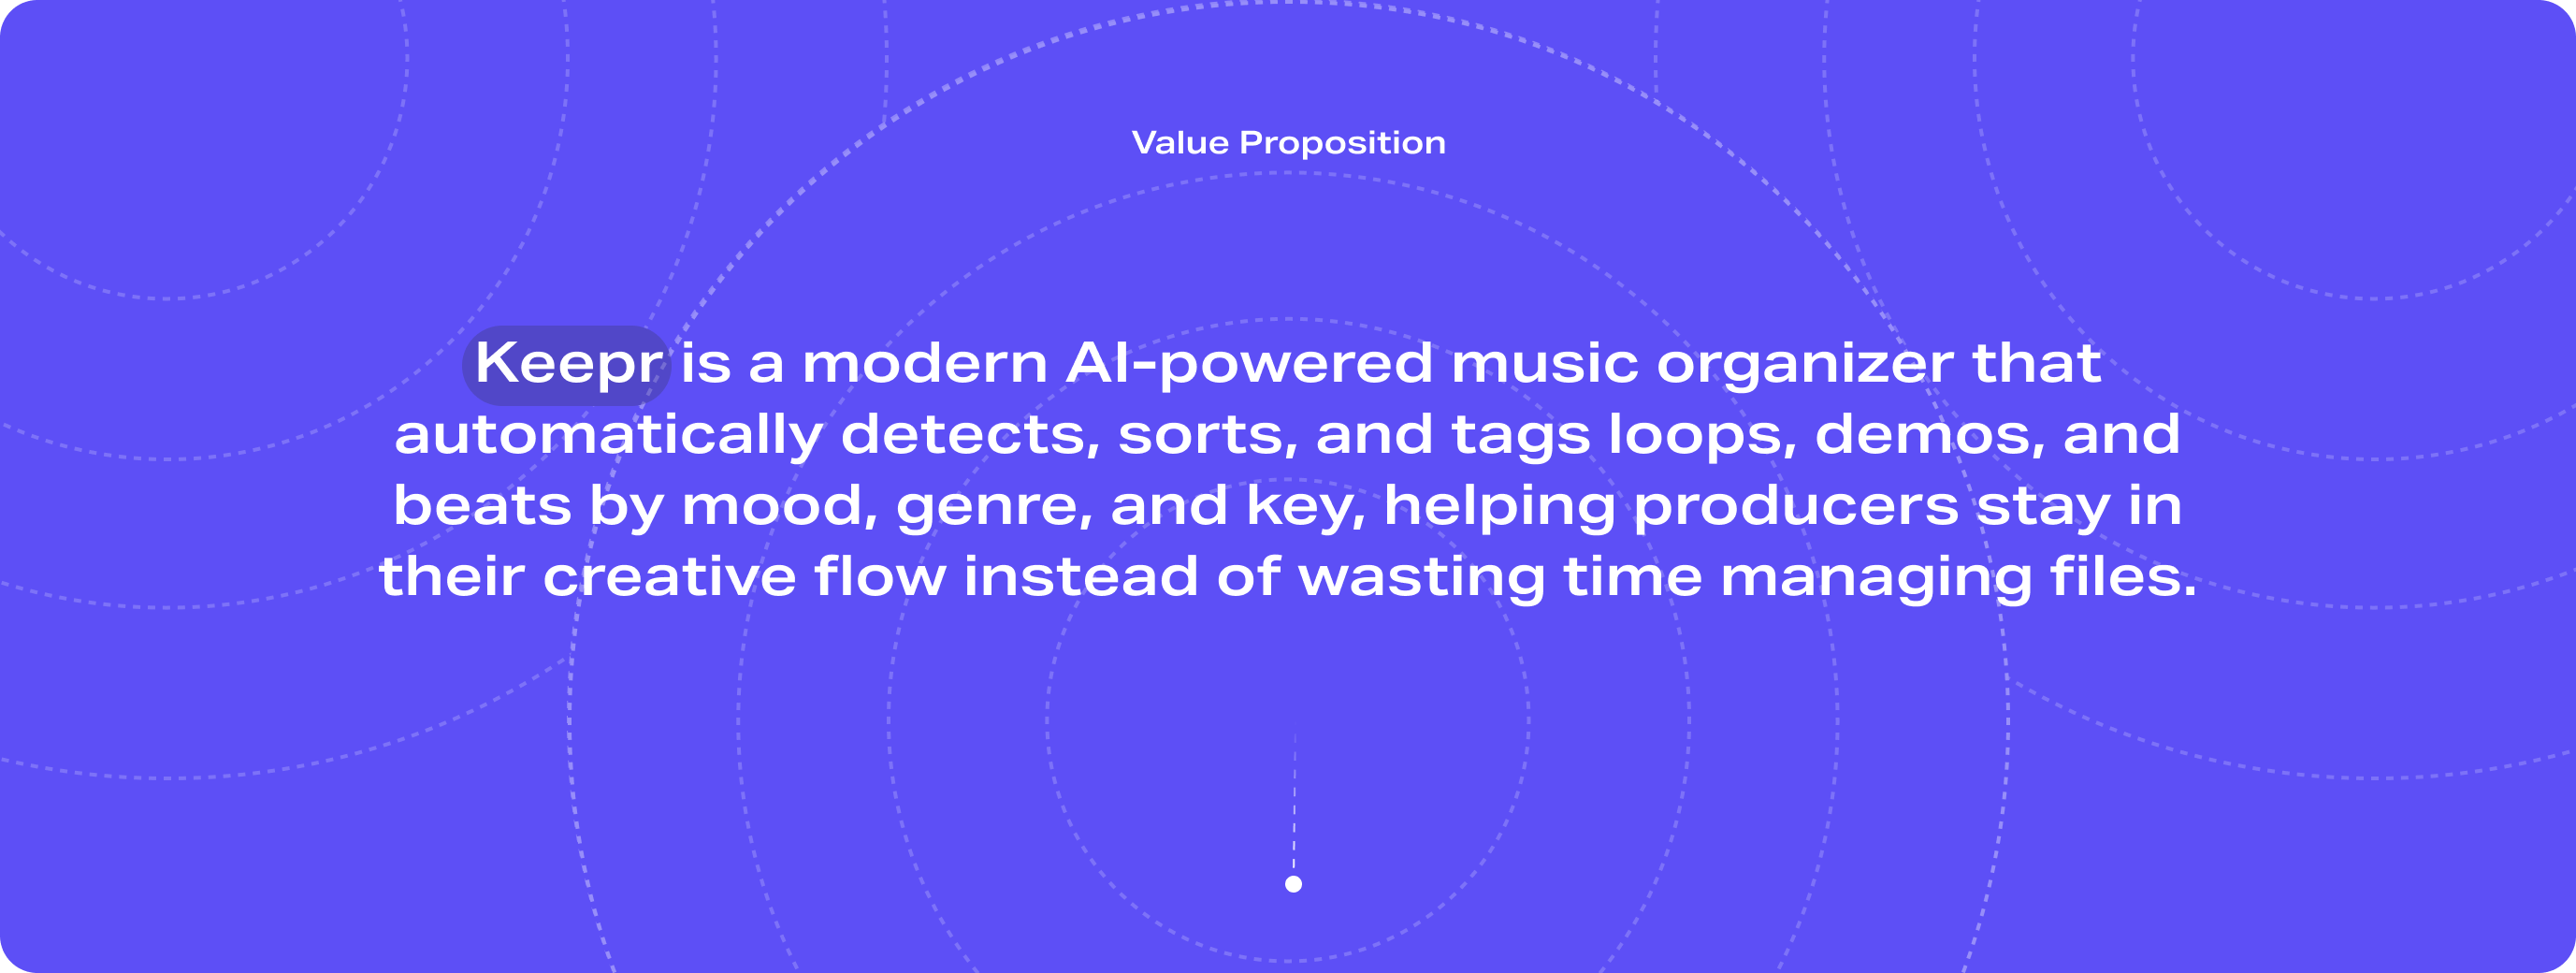 Value Proposition
Keepr is a modern AI-powered music organizer that
automatically detects, sorts, and tags loops, demos, and
beats by mood, genre, and key, helping producers stay in
their creative flow instead of wasting time managing files.